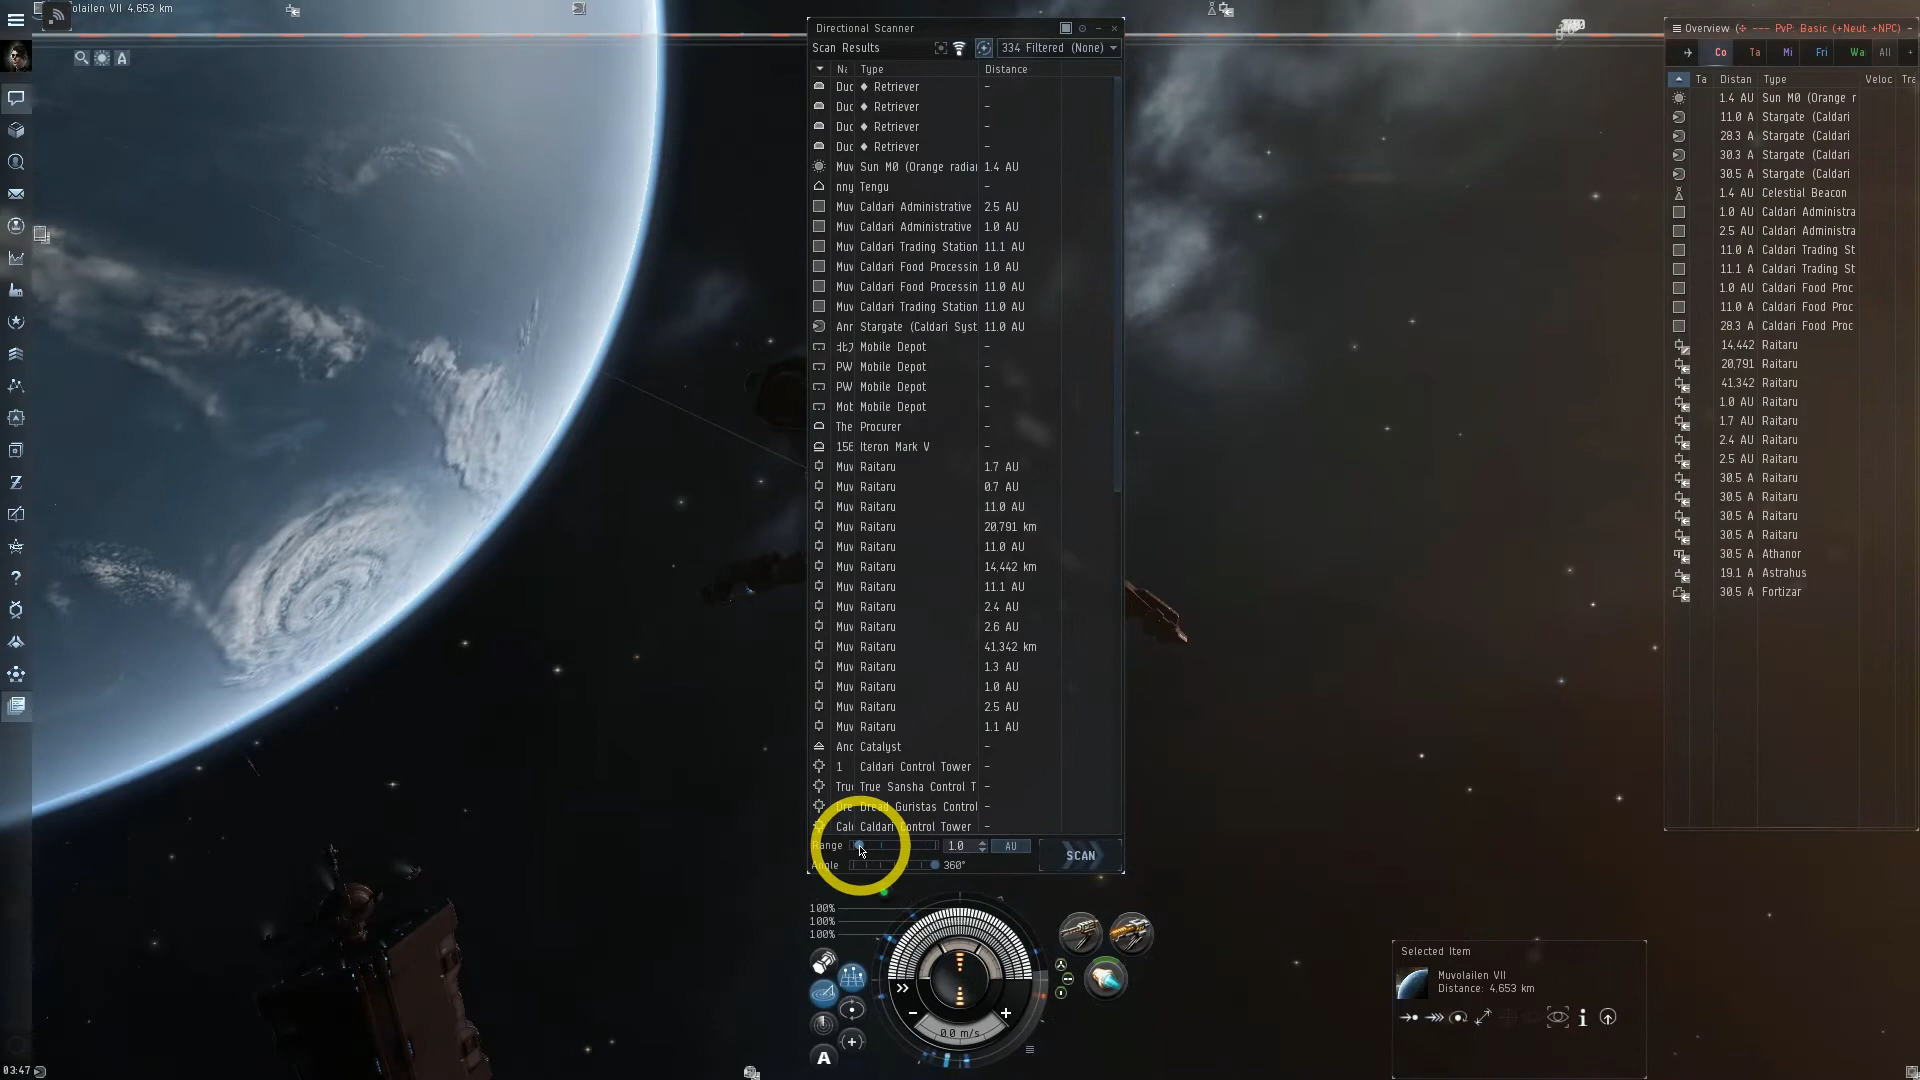 olailen VII 4,653 km
Directional Scanner
Scan Results
334 Filtered (None)
Type Distance
Duc ♦ Retriever –
Duc ♦ Retriever –
Duc ♦ Retriever –
Duc ♦ Retriever –
Muv Sun M0 (Orange radia 1.4 AU
nny Tengu –
Muv Caldari Administrative 2.5 AU
Muv Caldari Administrative 1.0 AU
Muv Caldari Trading Station 11.1 AU
Muv Caldari Food Processin 1.0 AU
Muv Caldari Food Processin 11.0 AU
Muv Caldari Trading Station 11.0 AU
Stargate (Caldari Syst 11.0 AU
Mobile Depot –
PW Mobile Depot –
PW Mobile Depot –
Mobile Depot –
The Procurer –
Iteron Mark V –
Muv Raitaru 1.7 AU
Muv Raitaru 0.7 AU
Muv Raitaru 11.0 AU
Muv Raitaru 20,791 km
Muv Raitaru 11.0 AU
Muv Raitaru 14,442 km
Muv Raitaru 11.1 AU
Muv Raitaru 2.4 AU
Muv Raitaru 2.6 AU
Muv Raitaru 41,342 km
Muv Raitaru 1.3 AU
Muv Raitaru 1.0 AU
Muv Raitaru 2.5 AU
Muv Raitaru 1.1 AU
Catalyst –
1 Caldari Control Tower –
True Sansha Control T –
Dread Guristas Control –
Caldari Control Tower –
Range 1.0 AU
Angle 360°
SCAN
100%
100%
100%
0.0 m/s
A
Overview ( --- PvP: Basic (+Neut +NPC)
Co Ta Mi Fri Wa All +
Ta Distan Type Veloc Tra
1.4 AU Sun M0 (Orange r
11.0 A Stargate (Caldari
28.3 A Stargate (Caldari
30.3 A Stargate (Caldari
30.5 A Stargate (Caldari
1.4 AU Celestial Beacon
1.0 AU Caldari Administra
2.5 AU Caldari Administra
11.0 A Caldari Trading St
11.1 A Caldari Trading St
1.0 AU Caldari Food Proc
11.0 A Caldari Food Proc
28.3 A Caldari Food Proc
14,442 Raitaru
20,791 Raitaru
41,342 Raitaru
1.0 AU Raitaru
1.7 AU Raitaru
2.4 AU Raitaru
2.5 AU Raitaru
30.5 A Raitaru
30.5 A Raitaru
30.5 A Raitaru
30.5 A Raitaru
30.5 A Athanor
19.1 A Astrahus
30.5 A Fortizar
Selected Item
Muvolailen VII
Distance: 4,653 km
03:47